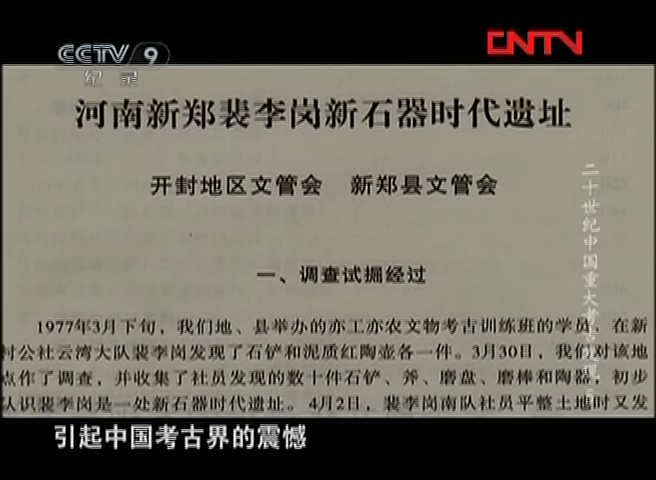 CCTV 9
纪录
CNTV
河南新郑裴李岗新石器时代遗址
开封地区文管会 新郑县文管会
一、调查试掘经过
1977年3月下旬，我们地、县举办的亦工亦农文物考古训练班的学员、在新
村公社云湾大队裴李岗发现了石铲和泥质红陶壶各一件。3月30日，我们对该地
点作了调查，并收集了社员发现的数十件石铲、斧、磨盘、磨棒和陶器，初步
认识裴李岗是一处新石器时代遗址。4月2日，裴李岗南队社员平整土地时又发
二十世纪中国重大考古发现
引起中国考古界的震憾